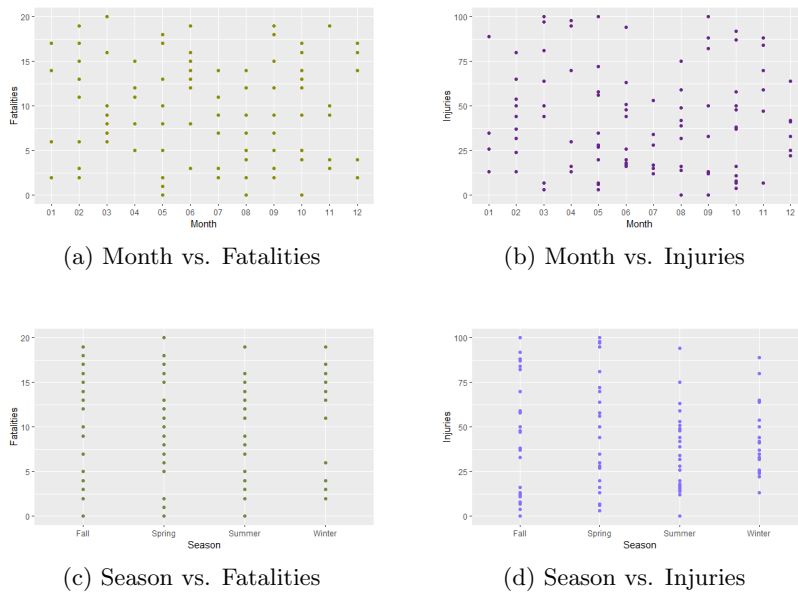 20
15
10
5
0
Fatalities
01 02 03 04 05 06 07 08 09 10 11 12
Month
(a) Month vs. Fatalities
100
75
50
25
0
Injuries
01 02 03 04 05 06 07 08 09 10 11 12
Month
(b) Month vs. Injuries
20
15
10
5
0
Fatalities
Fall Spring Summer Winter
Season
(c) Season vs. Fatalities
100
75
50
25
0
Injuries
Fall Spring Summer Winter
Season
(d) Season vs. Injuries